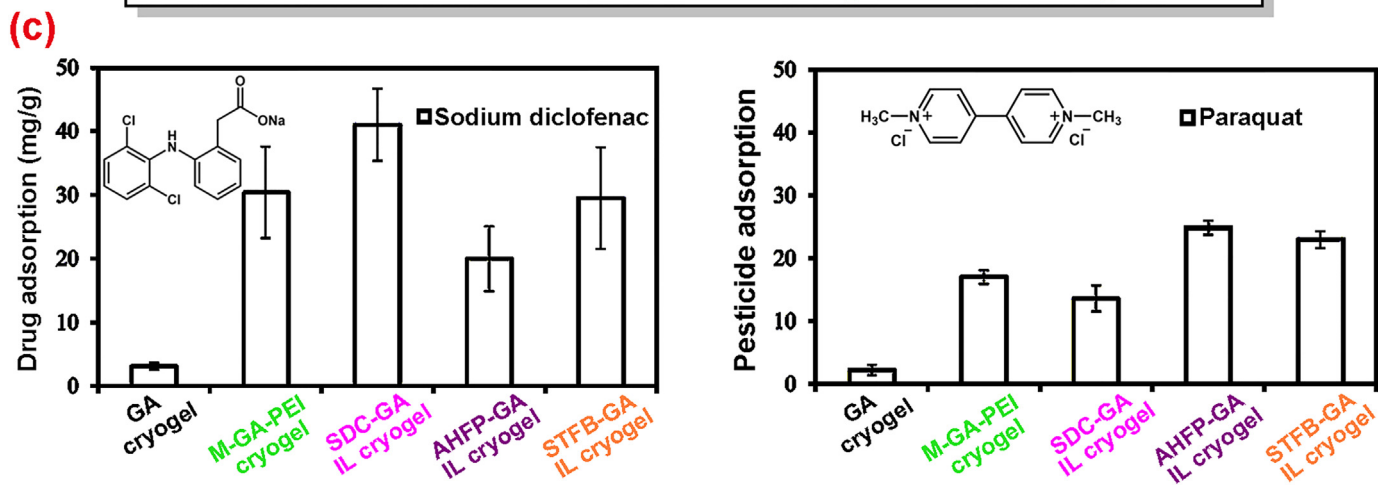 (c)
50
40
30
20
10
0
Drug adsorption (mg/g)
Sodium diclofenac
O
ONa
H
N
Cl
Cl
GA
cryogel
M-GA-PEI
cryogel
SDC-GA
IL cryogel
AHFP-GA
IL cryogel
STFB-GA
IL cryogel
50
40
30
20
10
0
Pesticide adsorption
Paraquat
H₃C
N+
Cl⁻
+N
CH₃
Cl⁻
GA
cryogel
M-GA-PEI
cryogel
SDC-GA
IL cryogel
AHFP-GA
IL cryogel
STFB-GA
IL cryogel